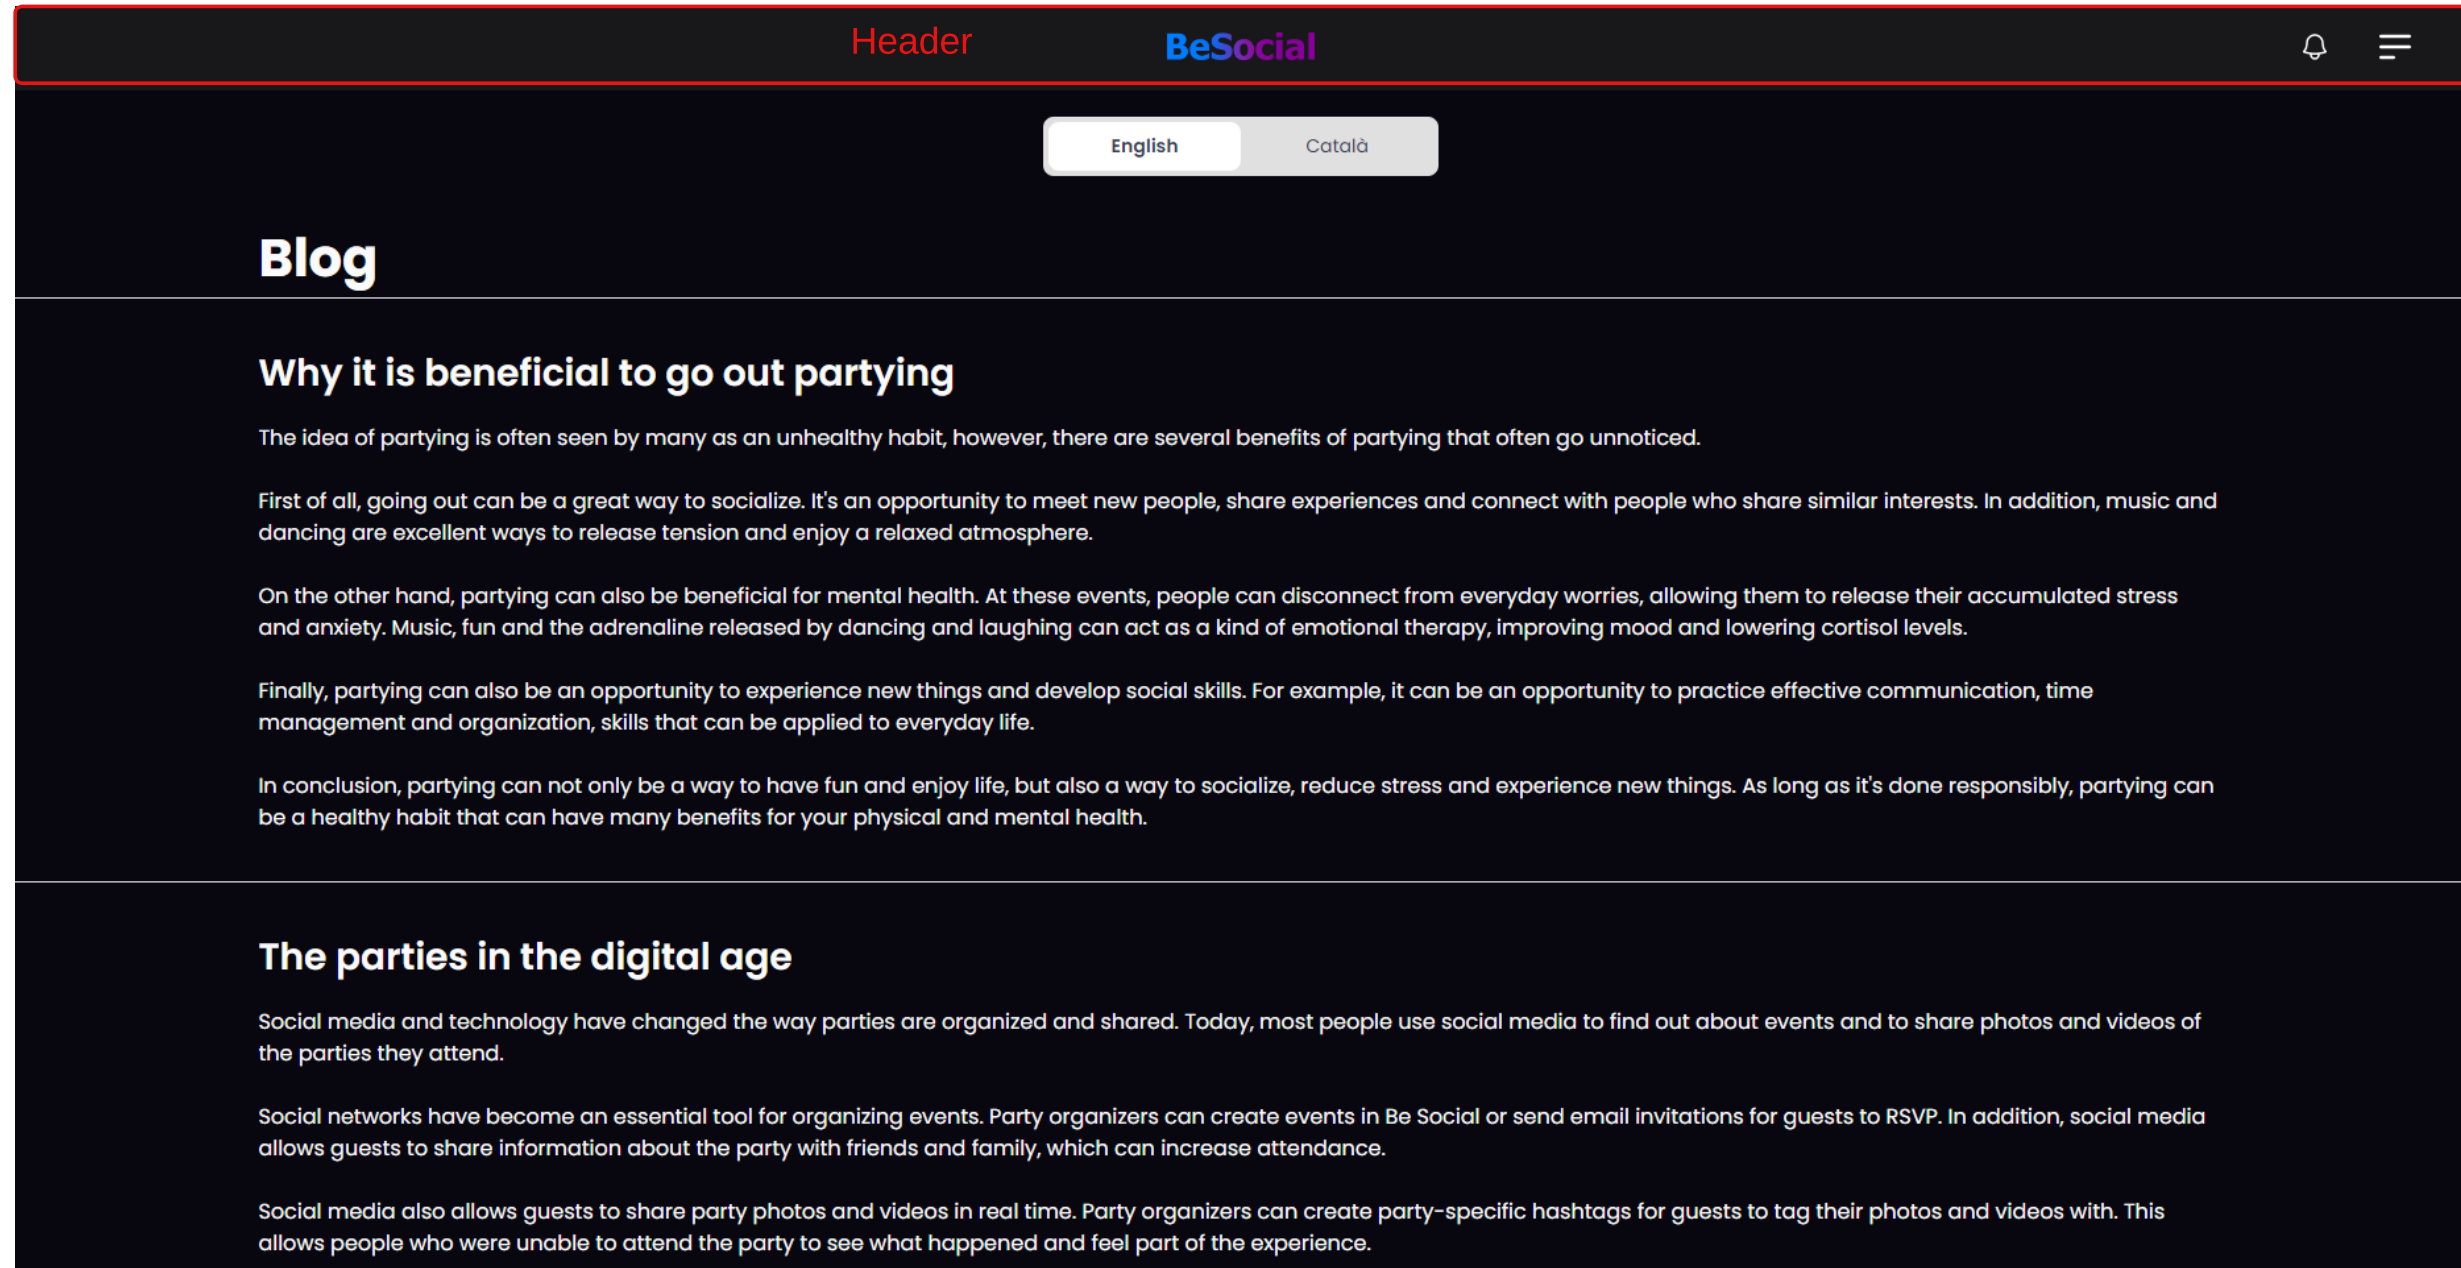 Header
BeSocial
English
Català
Blog
Why it is beneficial to go out partying
The idea of partying is often seen by many as an unhealthy habit, however, there are several benefits of partying that often go unnoticed.
First of all, going out can be a great way to socialize. It's an opportunity to meet new people, share experiences and connect with people who share similar interests. In addition, music and
dancing are excellent ways to release tension and enjoy a relaxed atmosphere.
On the other hand, partying can also be beneficial for mental health. At these events, people can disconnect from everyday worries, allowing them to release their accumulated stress
and anxiety. Music, fun and the adrenaline released by dancing and laughing can act as a kind of emotional therapy, improving mood and lowering cortisol levels.
Finally, partying can also be an opportunity to experience new things and develop social skills. For example, it can be an opportunity to practice effective communication, time
management and organization, skills that can be applied to everyday life.
In conclusion, partying can not only be a way to have fun and enjoy life, but also a way to socialize, reduce stress and experience new things. As long as it's done responsibly, partying can
be a healthy habit that can have many benefits for your physical and mental health.
The parties in the digital age
Social media and technology have changed the way parties are organized and shared. Today, most people use social media to find out about events and to share photos and videos of
the parties they attend.
Social networks have become an essential tool for organizing events. Party organizers can create events in Be Social or send email invitations for guests to RSVP. In addition, social media
allows guests to share information about the party with friends and family, which can increase attendance.
Social media also allows guests to share party photos and videos in real time. Party organizers can create party-specific hashtags for guests to tag their photos and videos with. This
allows people who were unable to attend the party to see what happened and feel part of the experience.